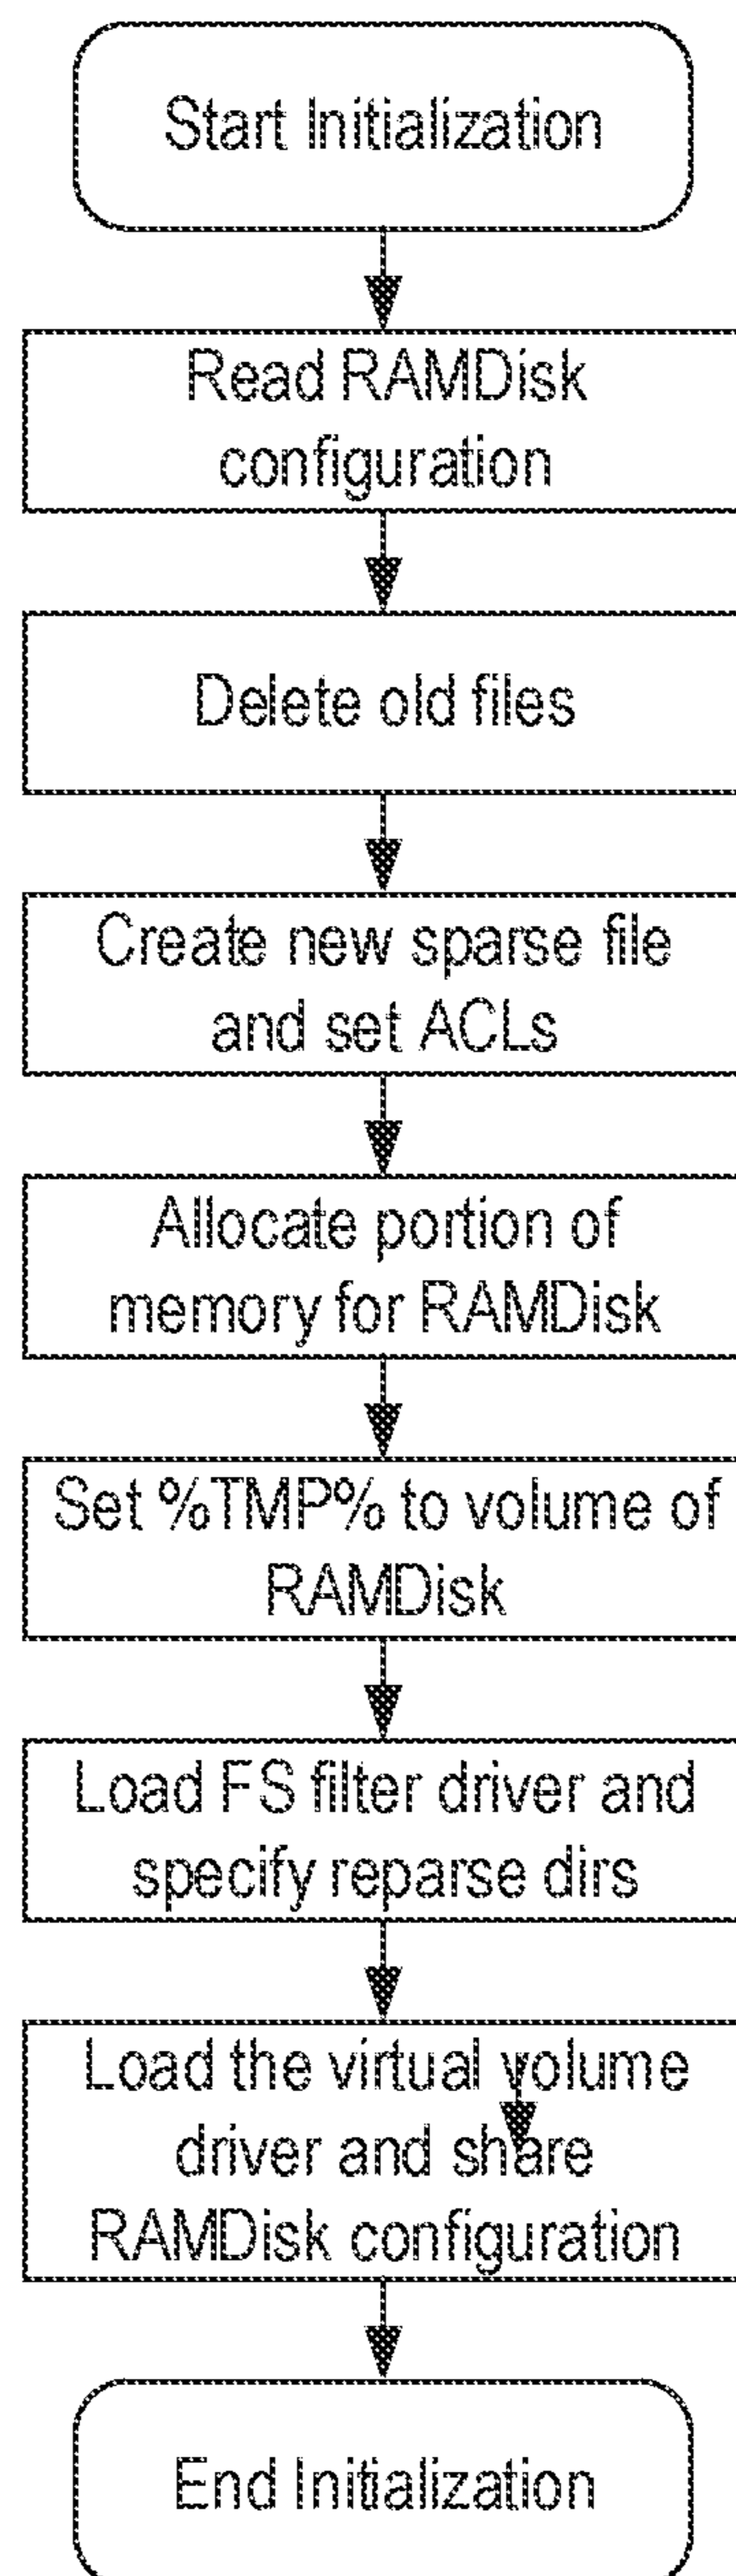 Start Initialization
Read RAMDisk
configuration
Delete old files
Create new sparse file
and set ACLs
Allocate portion of
memory for RAMDisk
Set %TMP% to volume of
RAMDisk
Load FS filter driver and
specify reparse dirs
Load the virtual volume
driver and share
RAMDisk configuration
End Initialization